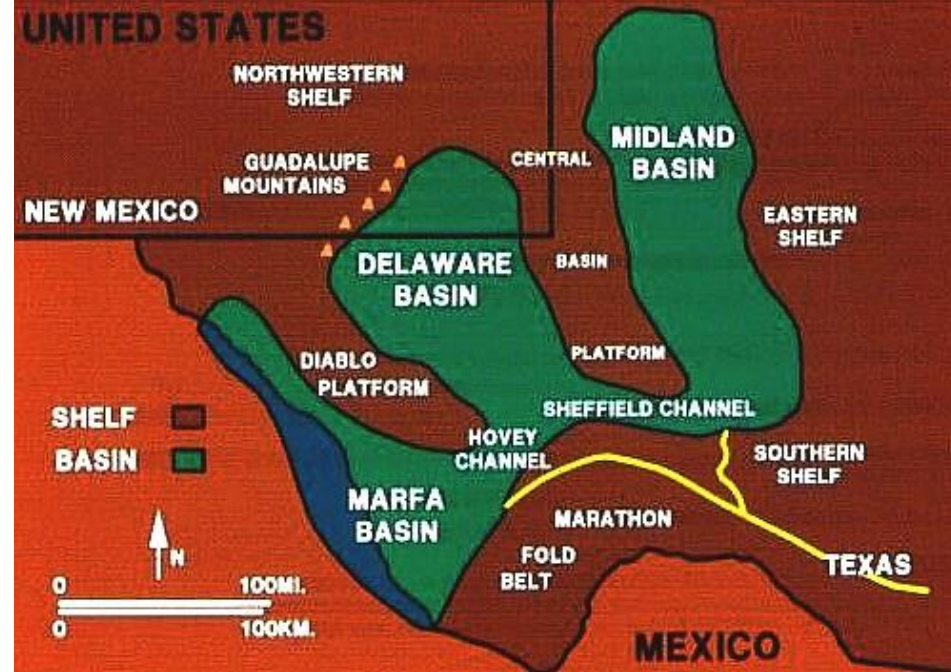 UNITED STATES
NORTHWESTERN
SHELF
GUADALUPE
MOUNTAINS
NEW MEXICO
CENTRAL
MIDLAND
BASIN
EASTERN
SHELF
DELAWARE
BASIN
BASIN
DIABLO
PLATFORM
PLATFORM
SHEFFIELD CHANNEL
HOVEY
CHANNEL
SOUTHERN
SHELF
SHELF
BASIN
MARFA
BASIN
MARATHON
FOLD
BELT
TEXAS
N
0 100MI.
0 100KM.
MEXICO